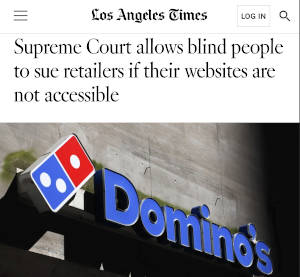 Los Angeles Times
LOG IN
Supreme Court allows blind people
to sue retailers if their websites are
not accessible
Domino's